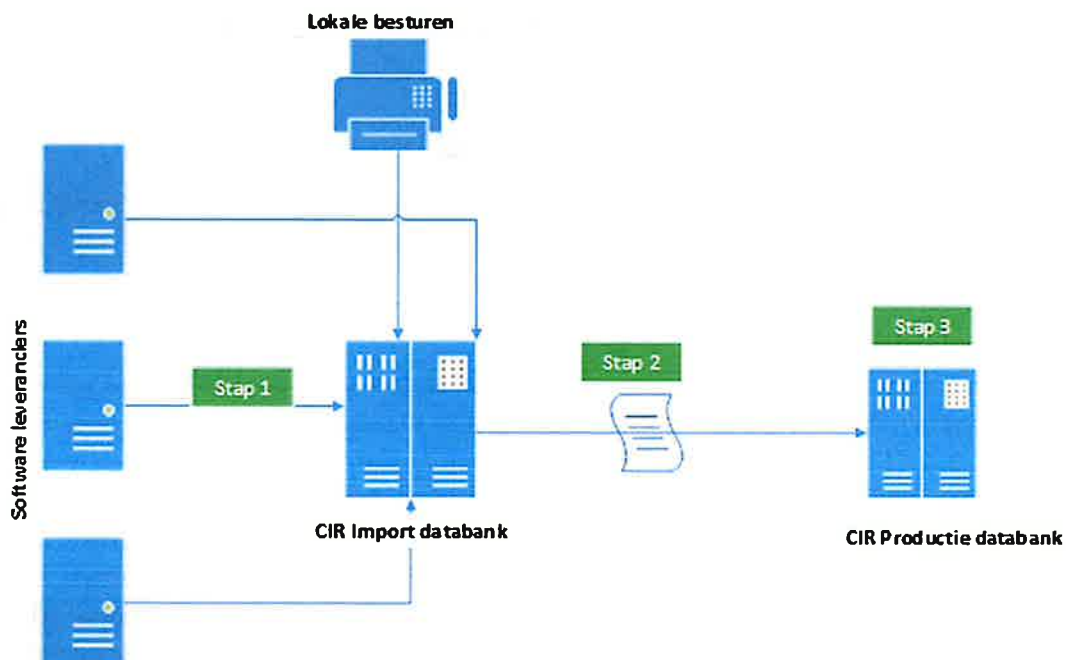 Lokale besturen
Software leveranciers
Stap 1
Stap 2
Stap 3
CIR Import databank
CIR Productie databank